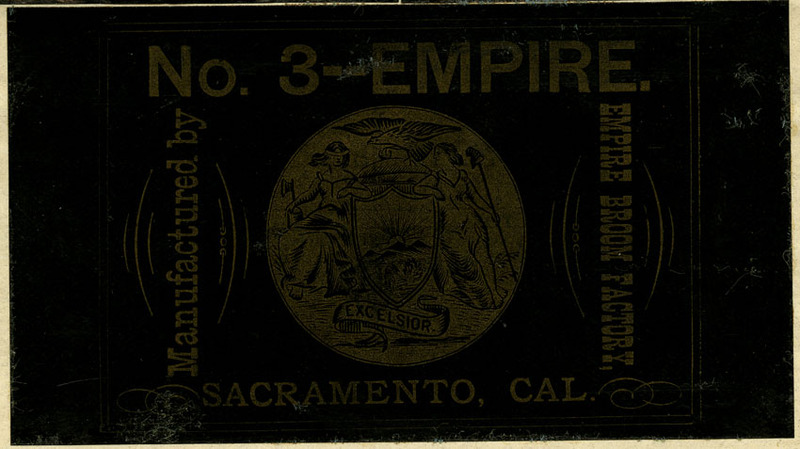 No. 3—EMPIRE.
Manufactured by
EMPIRE BROOM FACTORY,
EXCELSIOR
SACRAMENTO, CAL.